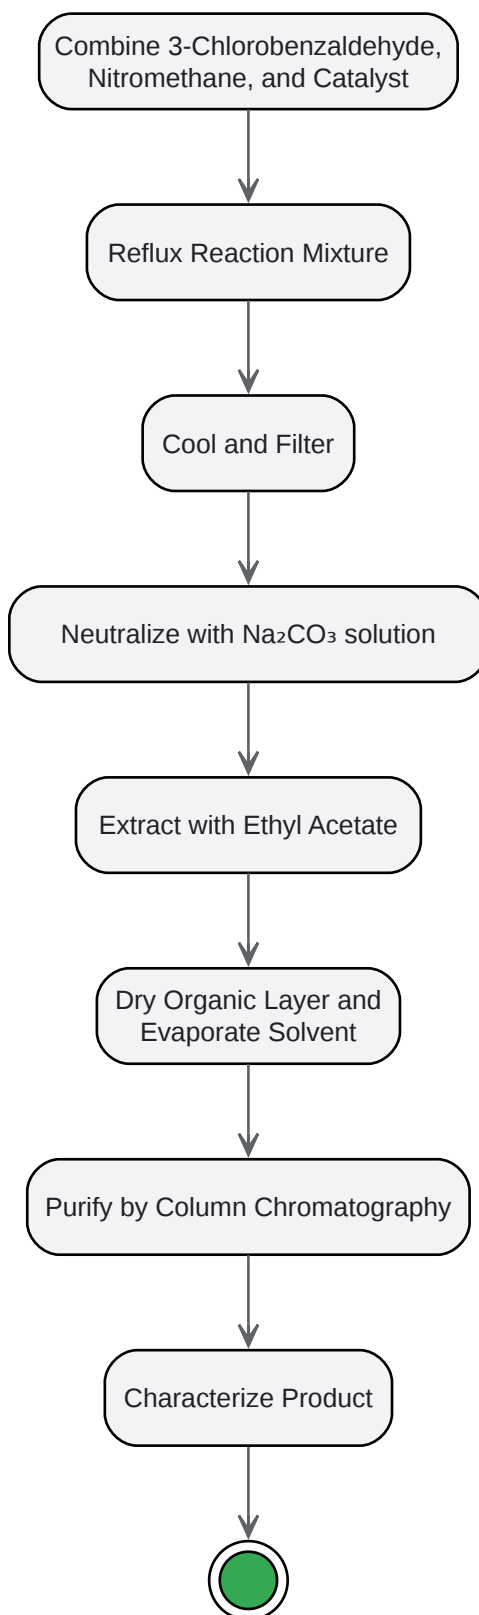 Combine 3-Chlorobenzaldehyde,
Nitromethane, and Catalyst
Reflux Reaction Mixture
Cool and Filter
Neutralize with Na₂CO₃ solution
Extract with Ethyl Acetate
Dry Organic Layer and
Evaporate Solvent
Purify by Column Chromatography
Characterize Product